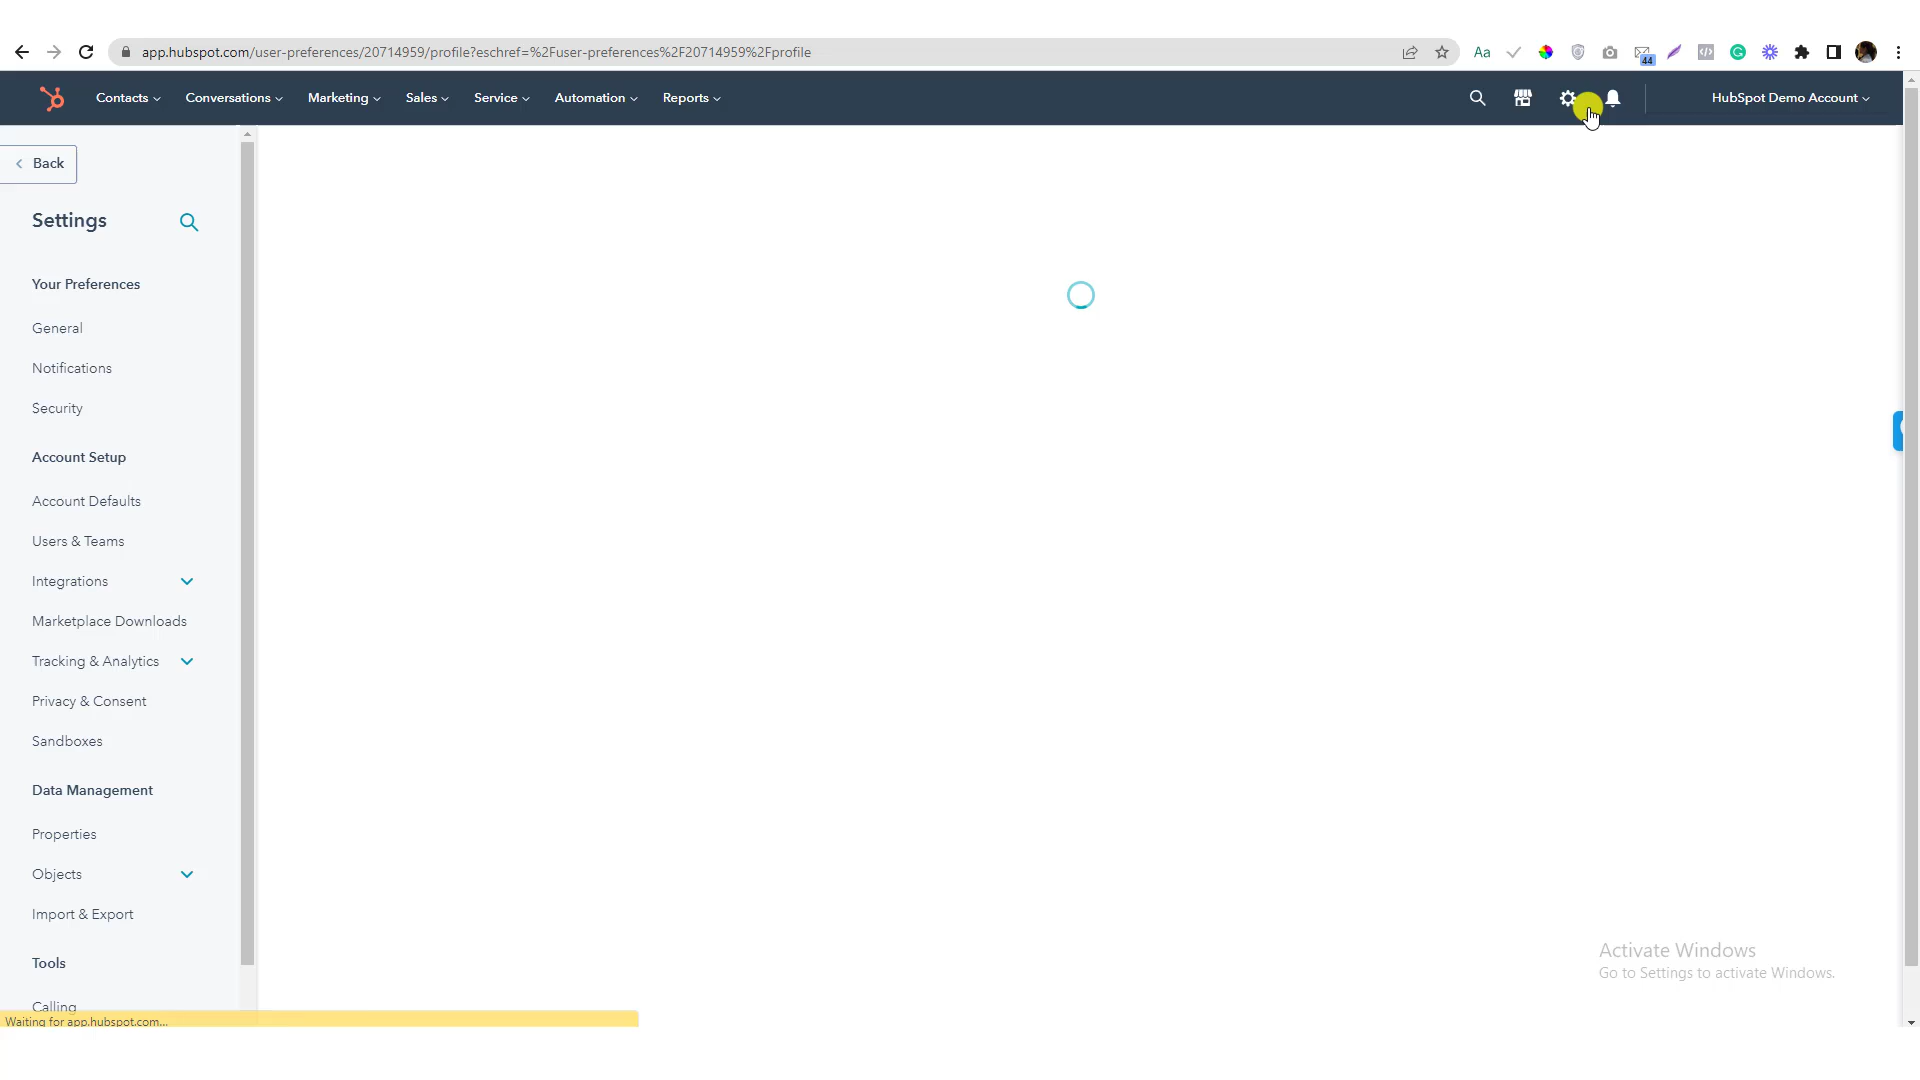 app.hubspot.com/user-preferences/20714959/profile?eschref=%2Fuser-preferences%2F20714959%2Fprofile
Aa
44
Contacts
Conversations
Marketing
Sales
Service
Automation
Reports
HubSpot Demo Account
Back
Settings
Your Preferences
General
Notifications
Security
Account Setup
Account Defaults
Users & Teams
Integrations
Marketplace Downloads
Tracking & Analytics
Privacy & Consent
Sandboxes
Data Management
Properties
Objects
Import & Export
Tools
Calling
Waiting for app.hubspot.com...
Activate Windows
Go to Settings to activate Windows.